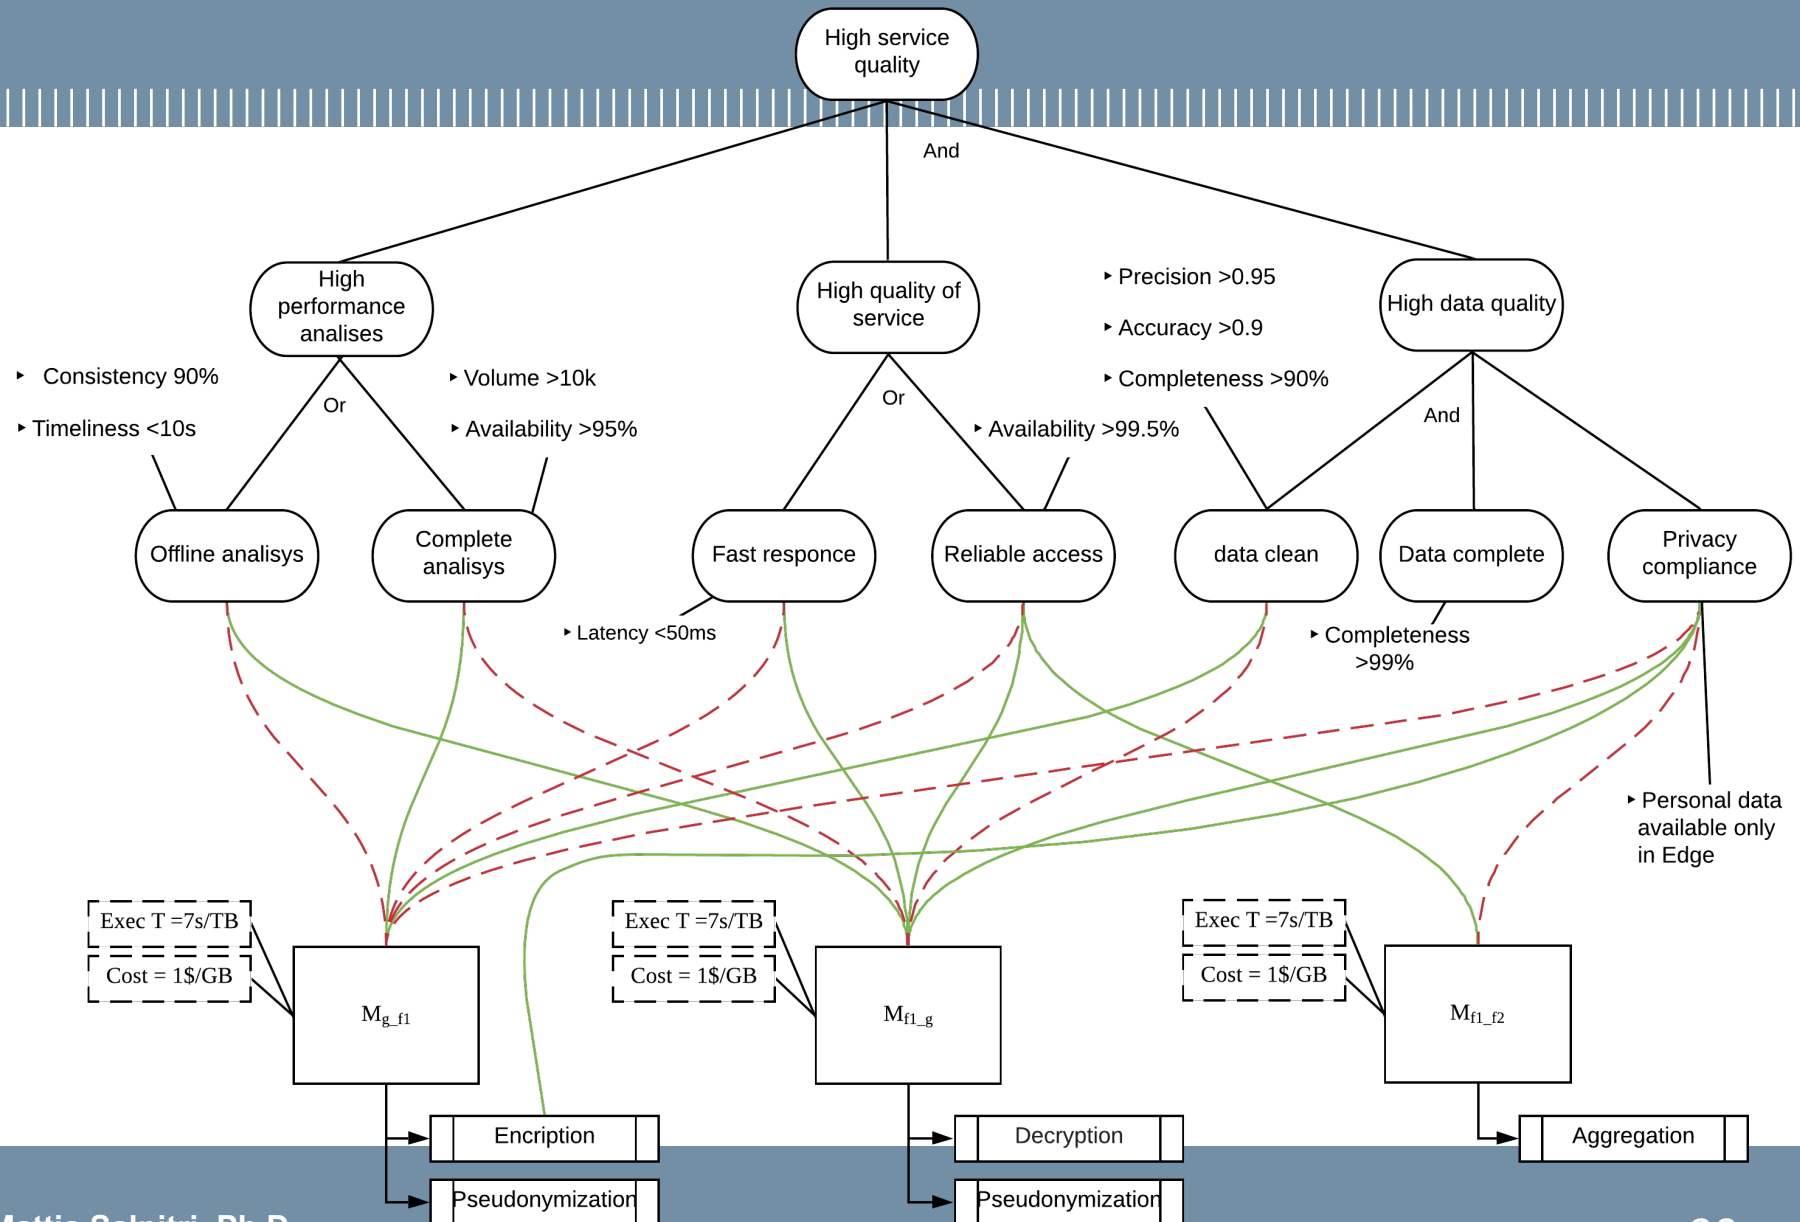 High service
quality
And
High
performance
analises
High quality of
service
Precision >0.95
Accuracy >0.9
Completeness >90%
High data quality
Consistency 90%
Timeliness <10s
Or
Volume >10k
Availability >95%
Or
Availability >99.5%
And
Offline analisys
Complete
analisys
Fast responce
Reliable access
data clean
Data complete
Privacy
compliance
Latency <50ms
Completeness
>99%
Personal data
available only
in Edge
Exec T =7s/TB
Cost = 1$/GB
Mg_f1
Exec T =7s/TB
Cost = 1$/GB
Mf1_g
Exec T =7s/TB
Cost = 1$/GB
Mf1_f2
Encription
Decryption
Aggregation
Pseudonymization
Pseudonymization
Ph.D.